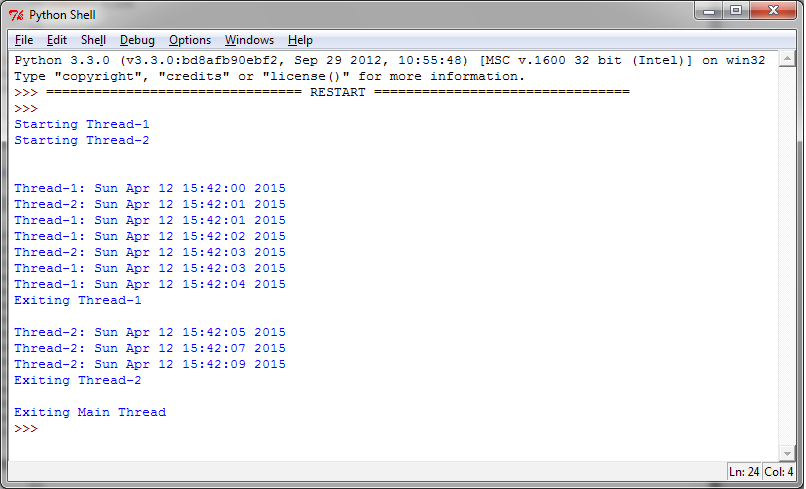 Python Shell
File Edit Shell Debug Options Windows Help
Python 3.3.0 (v3.3.0:bd8afb90ebf2, Sep 29 2012, 10:55:48) [MSC v.1600 32 bit (Intel)] on win32
Type "copyright", "credits" or "license()" for more information.
>>> ================================ RESTART ================================
>>>
Starting Thread-1
Starting Thread-2
Thread-1: Sun Apr 12 15:42:00 2015
Thread-2: Sun Apr 12 15:42:01 2015
Thread-1: Sun Apr 12 15:42:01 2015
Thread-1: Sun Apr 12 15:42:02 2015
Thread-2: Sun Apr 12 15:42:03 2015
Thread-1: Sun Apr 12 15:42:03 2015
Thread-1: Sun Apr 12 15:42:04 2015
Exiting Thread-1
Thread-2: Sun Apr 12 15:42:05 2015
Thread-2: Sun Apr 12 15:42:07 2015
Thread-2: Sun Apr 12 15:42:09 2015
Exiting Thread-2
Exiting Main Thread
>>>
Ln: 24 Col: 4